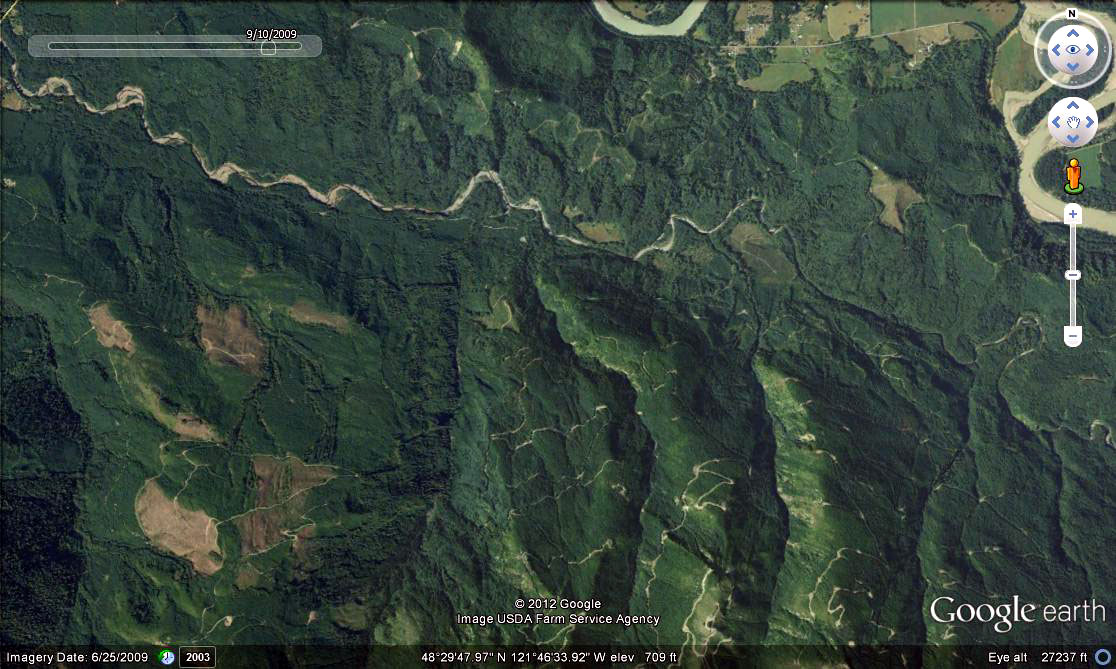 9/10/2009
N
© 2012 Google
Image USDA Farm Service Agency
Google earth
Imagery Date: 6/25/2009 2003 48°29'47.97" N 121°46'33.92" W elev 709 ft Eye alt 27237 ft